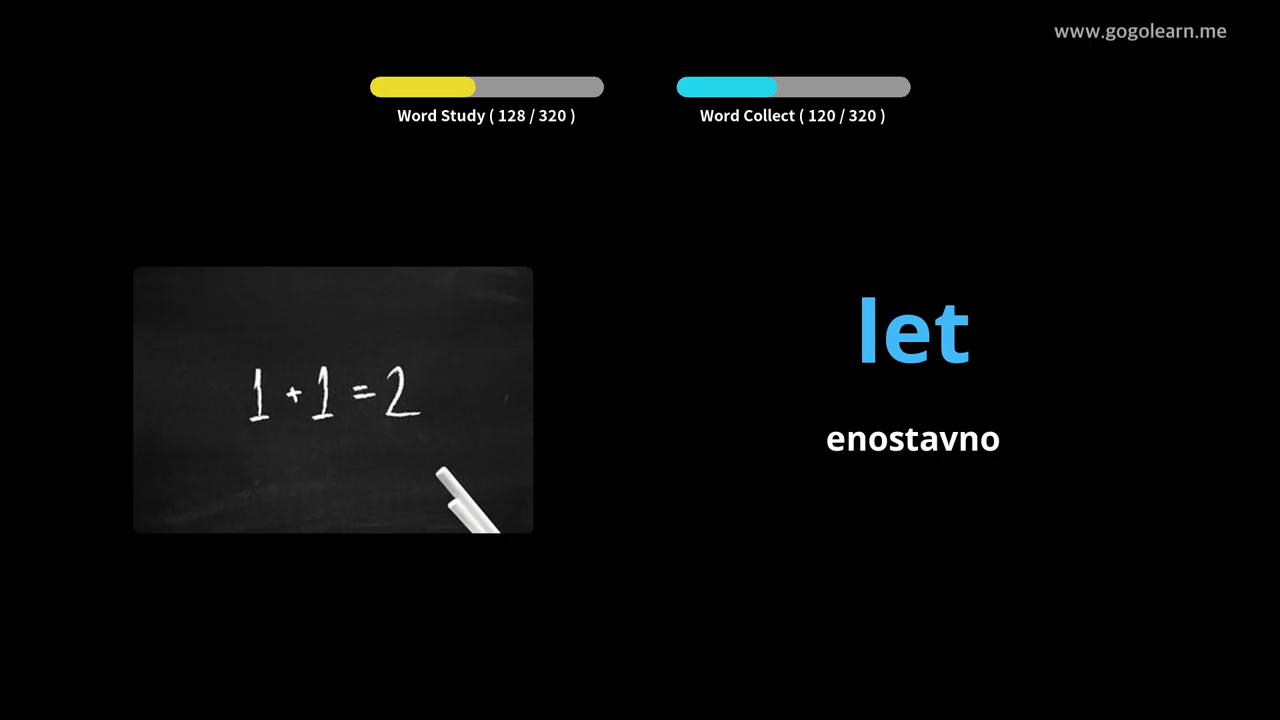 www.gogolearn.me
Word Study ( 128 / 320 )
Word Collect ( 120 / 320 )
1 + 1 = 2
let
enostavno